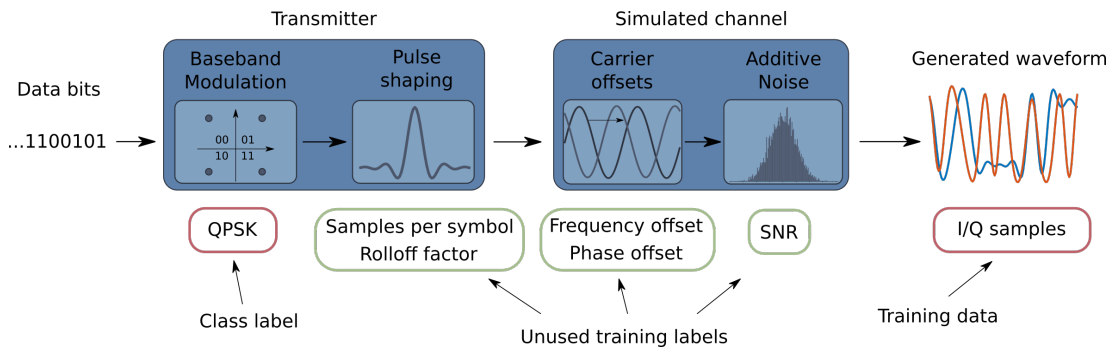 Transmitter
Simulated channel
Data bits
...1100101
Baseband
Modulation
00 01
10 11
Pulse
shaping
Carrier
offsets
Additive
Noise
Generated waveform
QPSK
Samples per symbol
Rolloff factor
Frequency offset
Phase offset
SNR
I/Q samples
Class label
Unused training labels
Training data